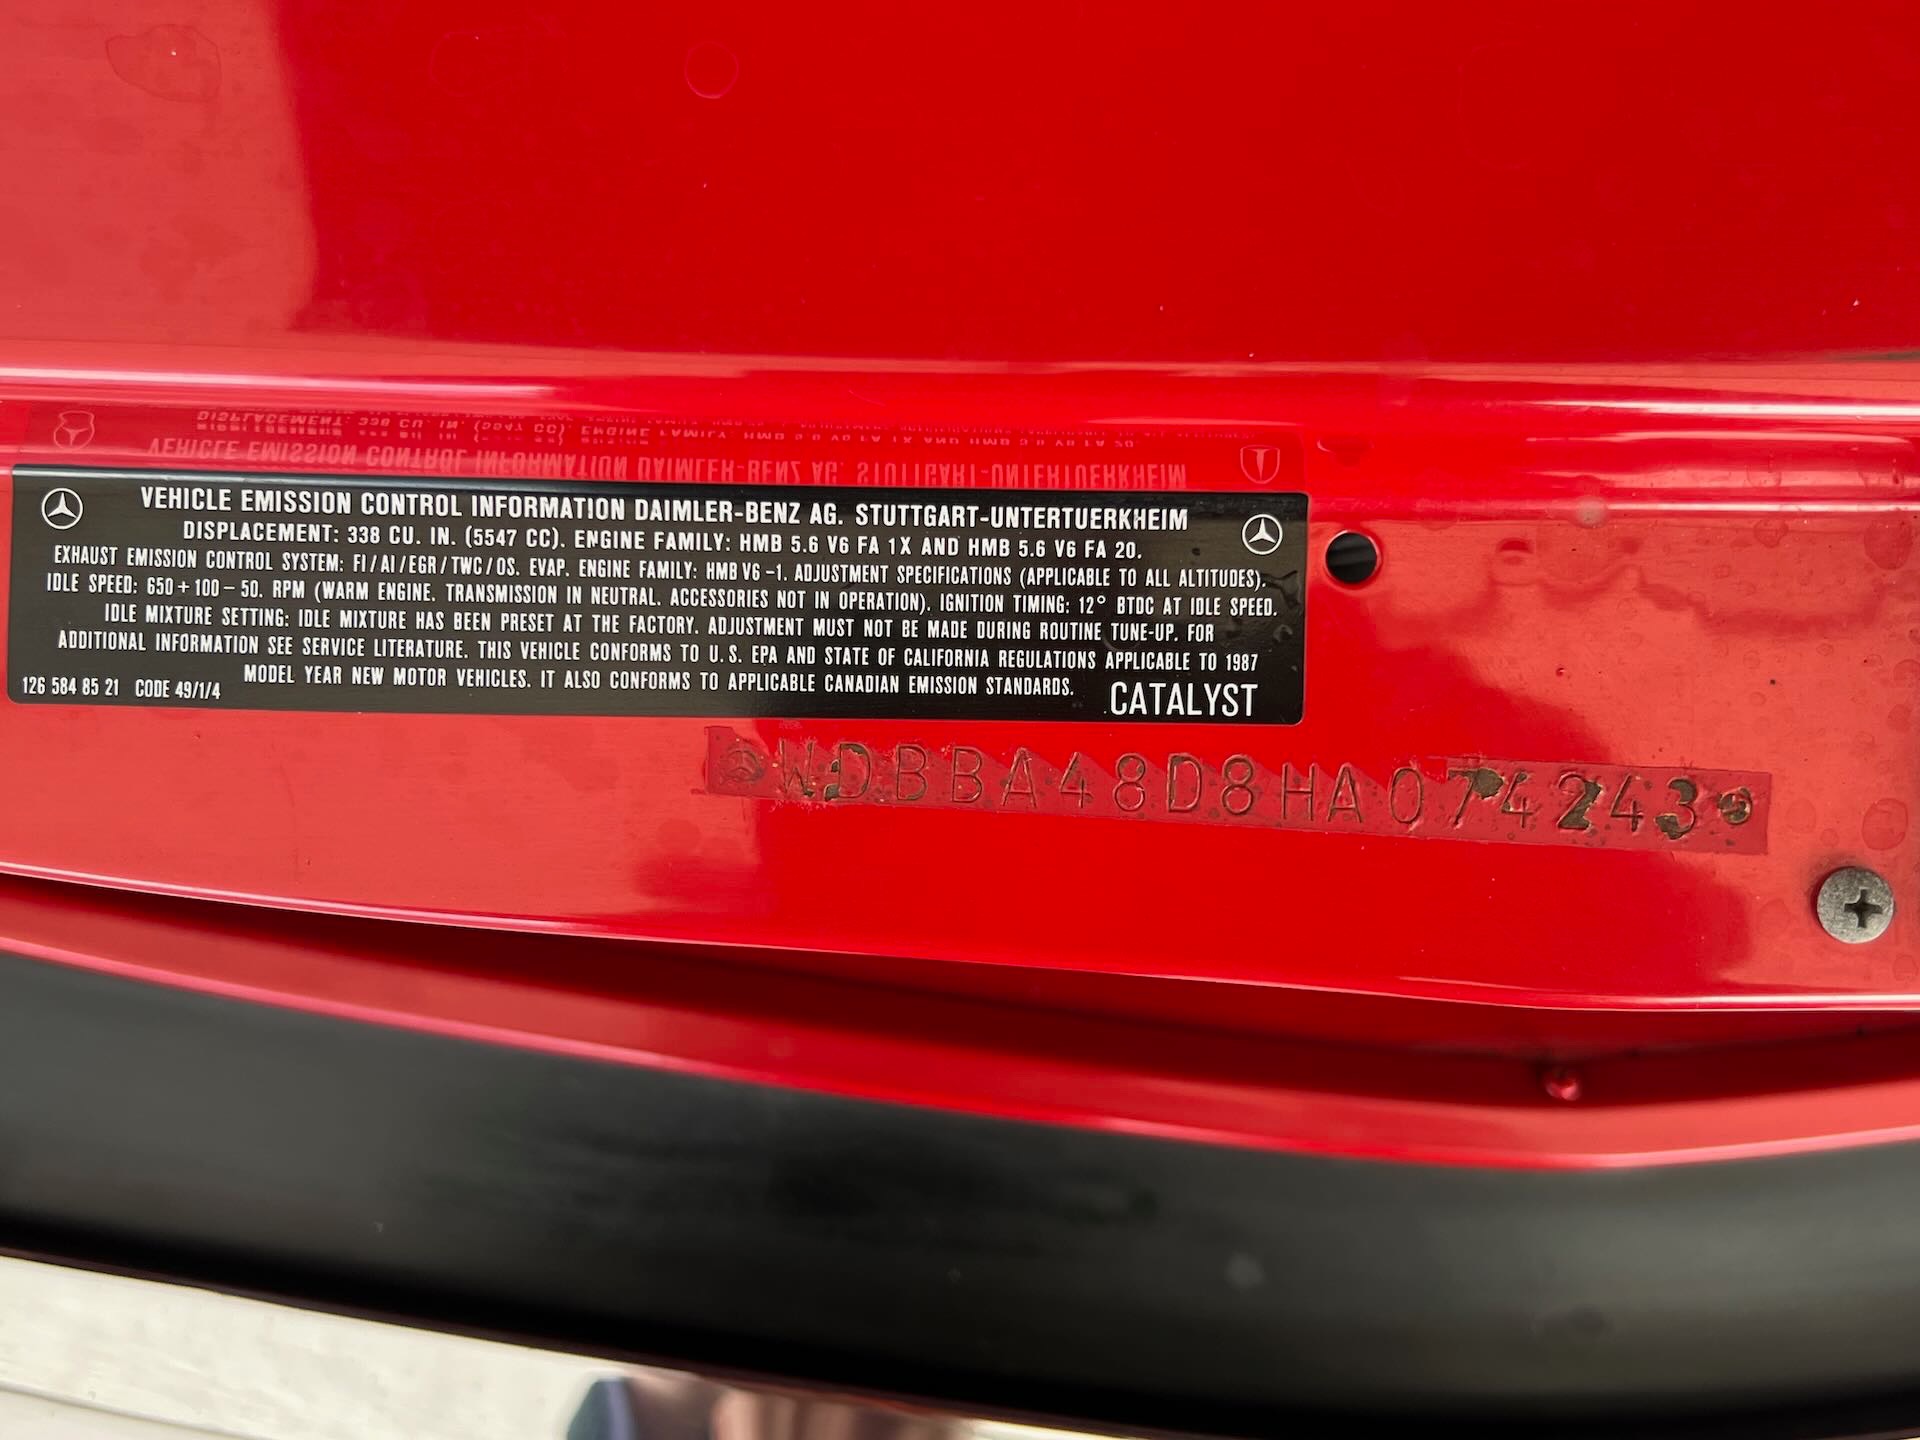 VEHICLE EMISSION CONTROL INFORMATION DAIMLER-BENZ AG. STUTTGART-UNTERTUERKHEIM
DISPLACEMENT: 338 CU. IN. (5547 CC). ENGINE FAMILY: HMB 5.6 V6 FA 1X AND HMB 5.6 V6 FA 20.
EXHAUST EMISSION CONTROL SYSTEM: FI/AI/EGR/TWC/OS. EVAP. ENGINE FAMILY: HMB V6-1. ADJUSTMENT SPECIFICATIONS (APPLICABLE TO ALL ALTITUDES).
IDLE SPEED: 650+100-50. RPM (WARM ENGINE. TRANSMISSION IN NEUTRAL. ACCESSORIES NOT IN OPERATION). IGNITION TIMING: 12° BTDC AT IDLE SPEED.
IDLE MIXTURE SETTING: IDLE MIXTURE HAS BEEN PRESET AT THE FACTORY. ADJUSTMENT MUST NOT BE MADE DURING ROUTINE TUNE-UP. FOR
ADDITIONAL INFORMATION SEE SERVICE LITERATURE. THIS VEHICLE CONFORMS TO U.S. EPA AND STATE OF CALIFORNIA REGULATIONS APPLICABLE TO 1987
MODEL YEAR NEW MOTOR VEHICLES. IT ALSO CONFORMS TO APPLICABLE CANADIAN EMISSION STANDARDS.
126 584 85 21 CODE 49/1/4
CATALYST
WDBBA48D8HA074243